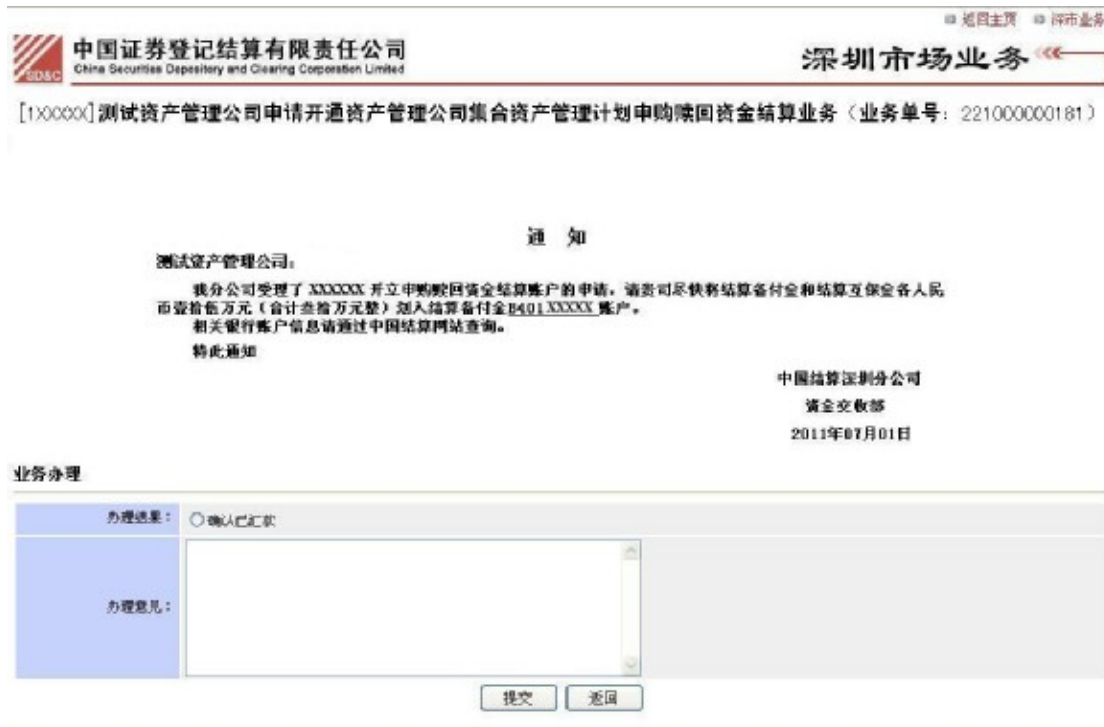 返回主页 深市业务
中国证券登记结算有限责任公司
China Securities Depository and Clearing Corporation Limited
SD&C
深圳市场业务
[1XXXXX]测试资产管理公司申请开通资产管理公司集合资产管理计划申购赎回资金结算业务（业务单号：221000000181）
通 知
测试资产管理公司：
我分公司受理了 XXXXXX 开立申购赎回资金结算账户的申请。请贵司尽快将结算备付金和结算互保金各人民
币壹拾伍万元（合计叁拾万元整）划入结算备付金B401XXXXX 账户。
相关银行账户信息请通过中国结算网站查询。
特此通知
中国结算深圳分公司
资金交收部
2011年07月01日
业务办理
办理结果：
确认已汇款
办理意见：
提交 返回